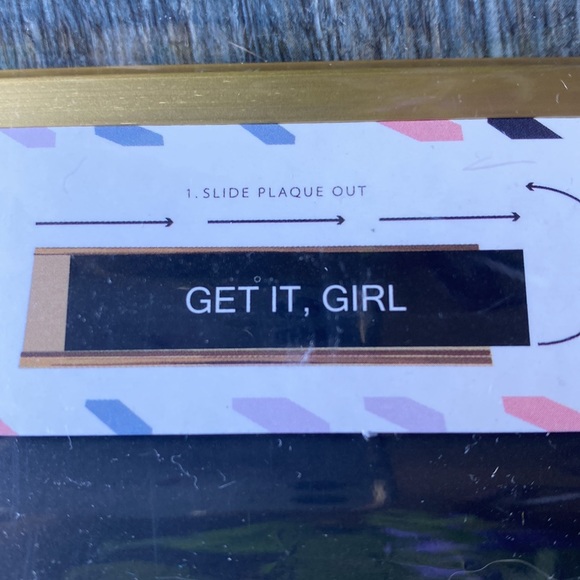 1. SLIDE PLAQUE OUT
GET IT, GIRL